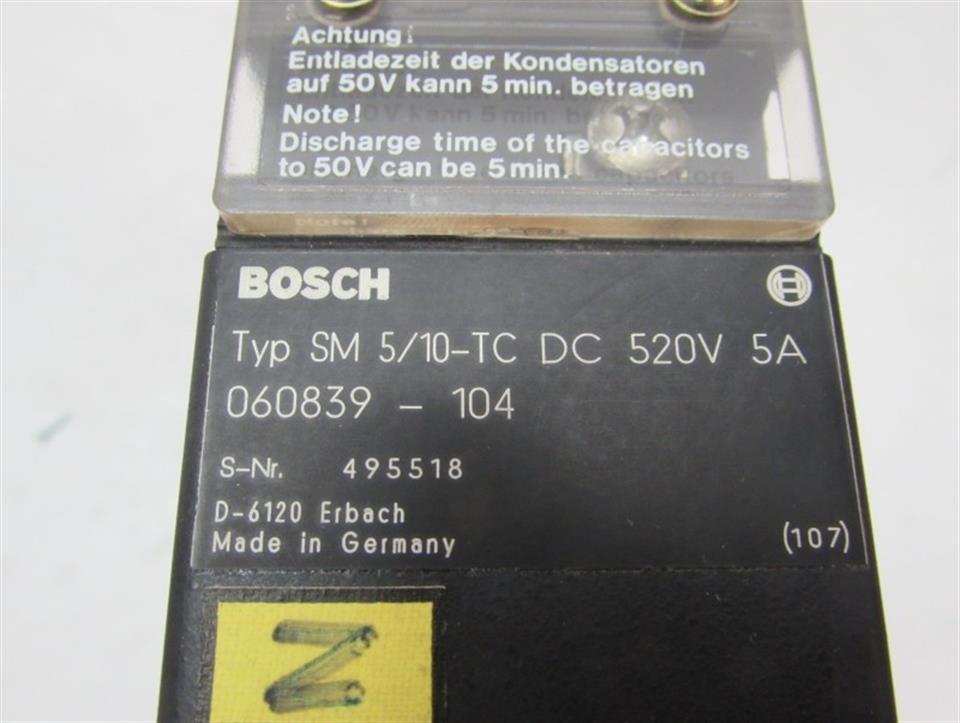 Achtung!
Entladezeit der Kondensatoren
auf 50V kann 5 min. betragen
Note!
Discharge time of the capacitors
to 50V can be 5 min.
BOSCH
Typ SM 5/10-TC DC 520V 5A
060839 - 104
S-Nr. 495518
D-6120 Erbach
Made in Germany
(107)